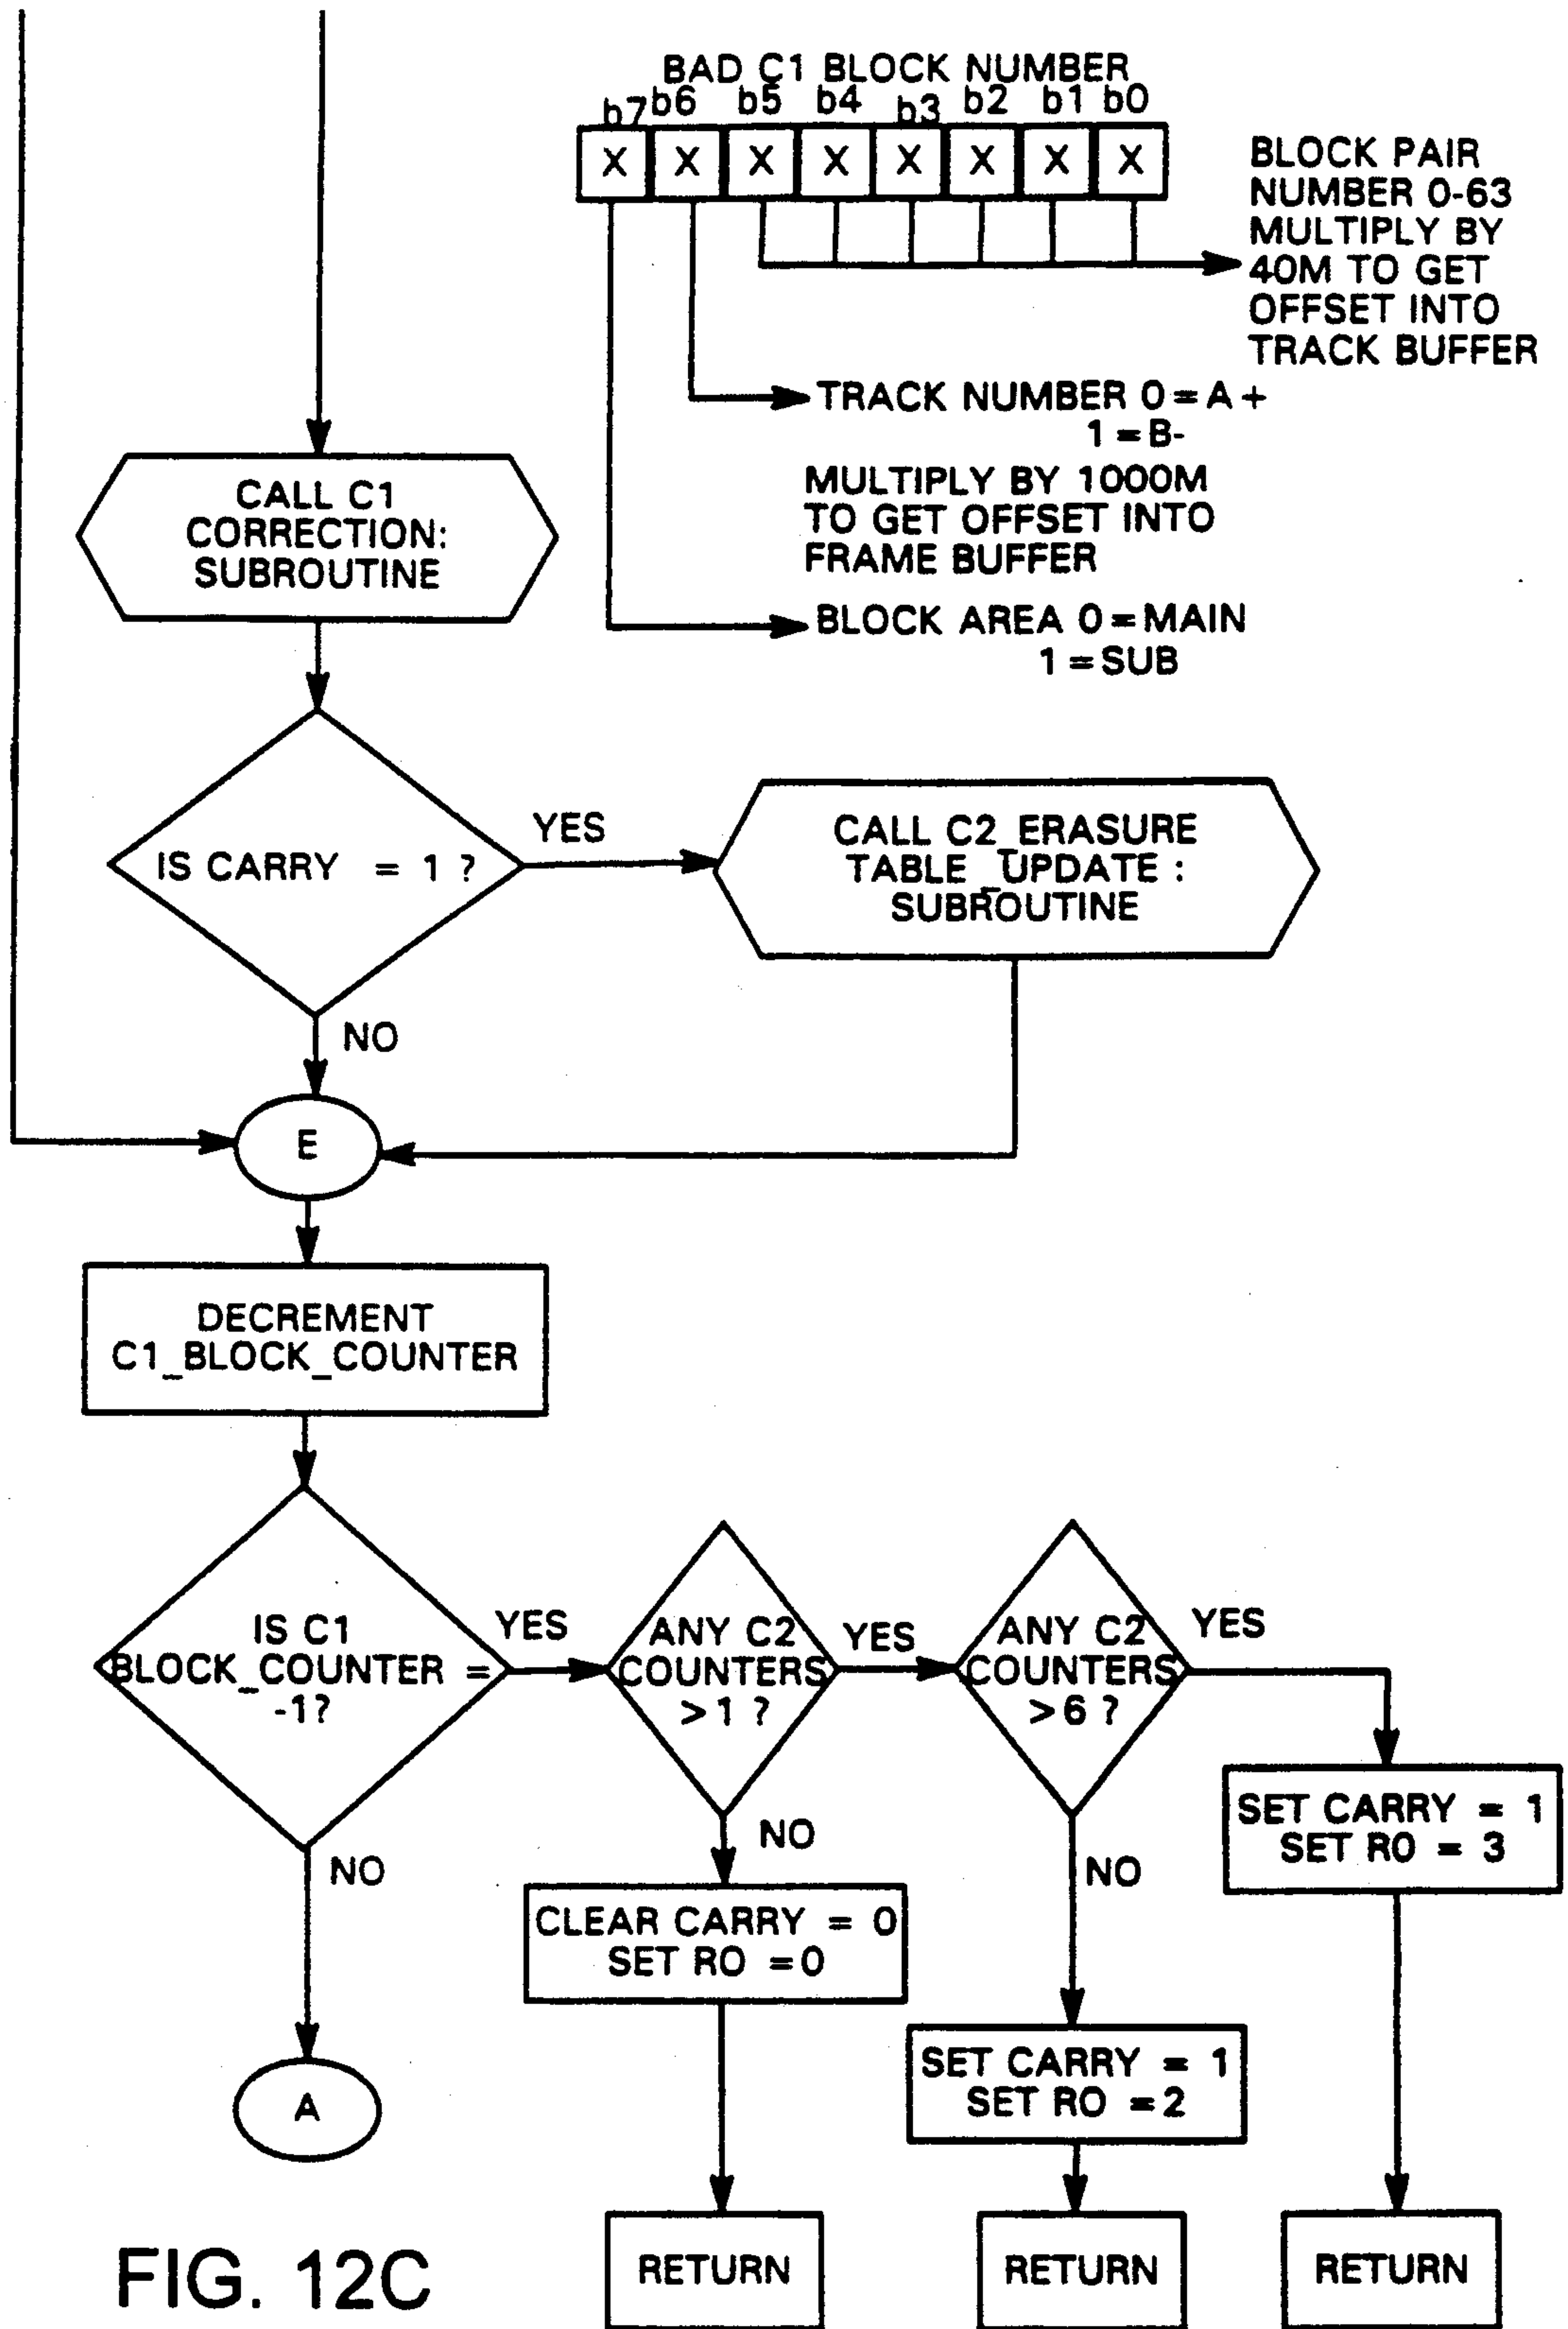 BAD C1 BLOCK NUMBER
b7 b6 b5 b4 b3 b2 b1 b0
X X X X X X X X
BLOCK PAIR
NUMBER 0-63
MULTIPLY BY
40M TO GET
OFFSET INTO
TRACK BUFFER
TRACK NUMBER 0 = A +
1 = B-
MULTIPLY BY 1000M
TO GET OFFSET INTO
FRAME BUFFER
BLOCK AREA 0 = MAIN
1 = SUB
CALL C1
CORRECTION:
SUBROUTINE
IS CARRY = 1 ?
YES
CALL C2_ERASURE
TABLE_UPDATE :
SUBROUTINE
NO
E
DECREMENT
C1_BLOCK_COUNTER
IS C1
BLOCK_COUNTER =
-1?
YES
ANY C2
COUNTERS
>1 ?
YES
ANY C2
COUNTERS
>6 ?
YES
SET CARRY = 1
SET RO = 3
NO
NO
NO
CLEAR CARRY = 0
SET RO =0
SET CARRY = 1
SET RO =2
A
RETURN
RETURN
RETURN
FIG. 12C